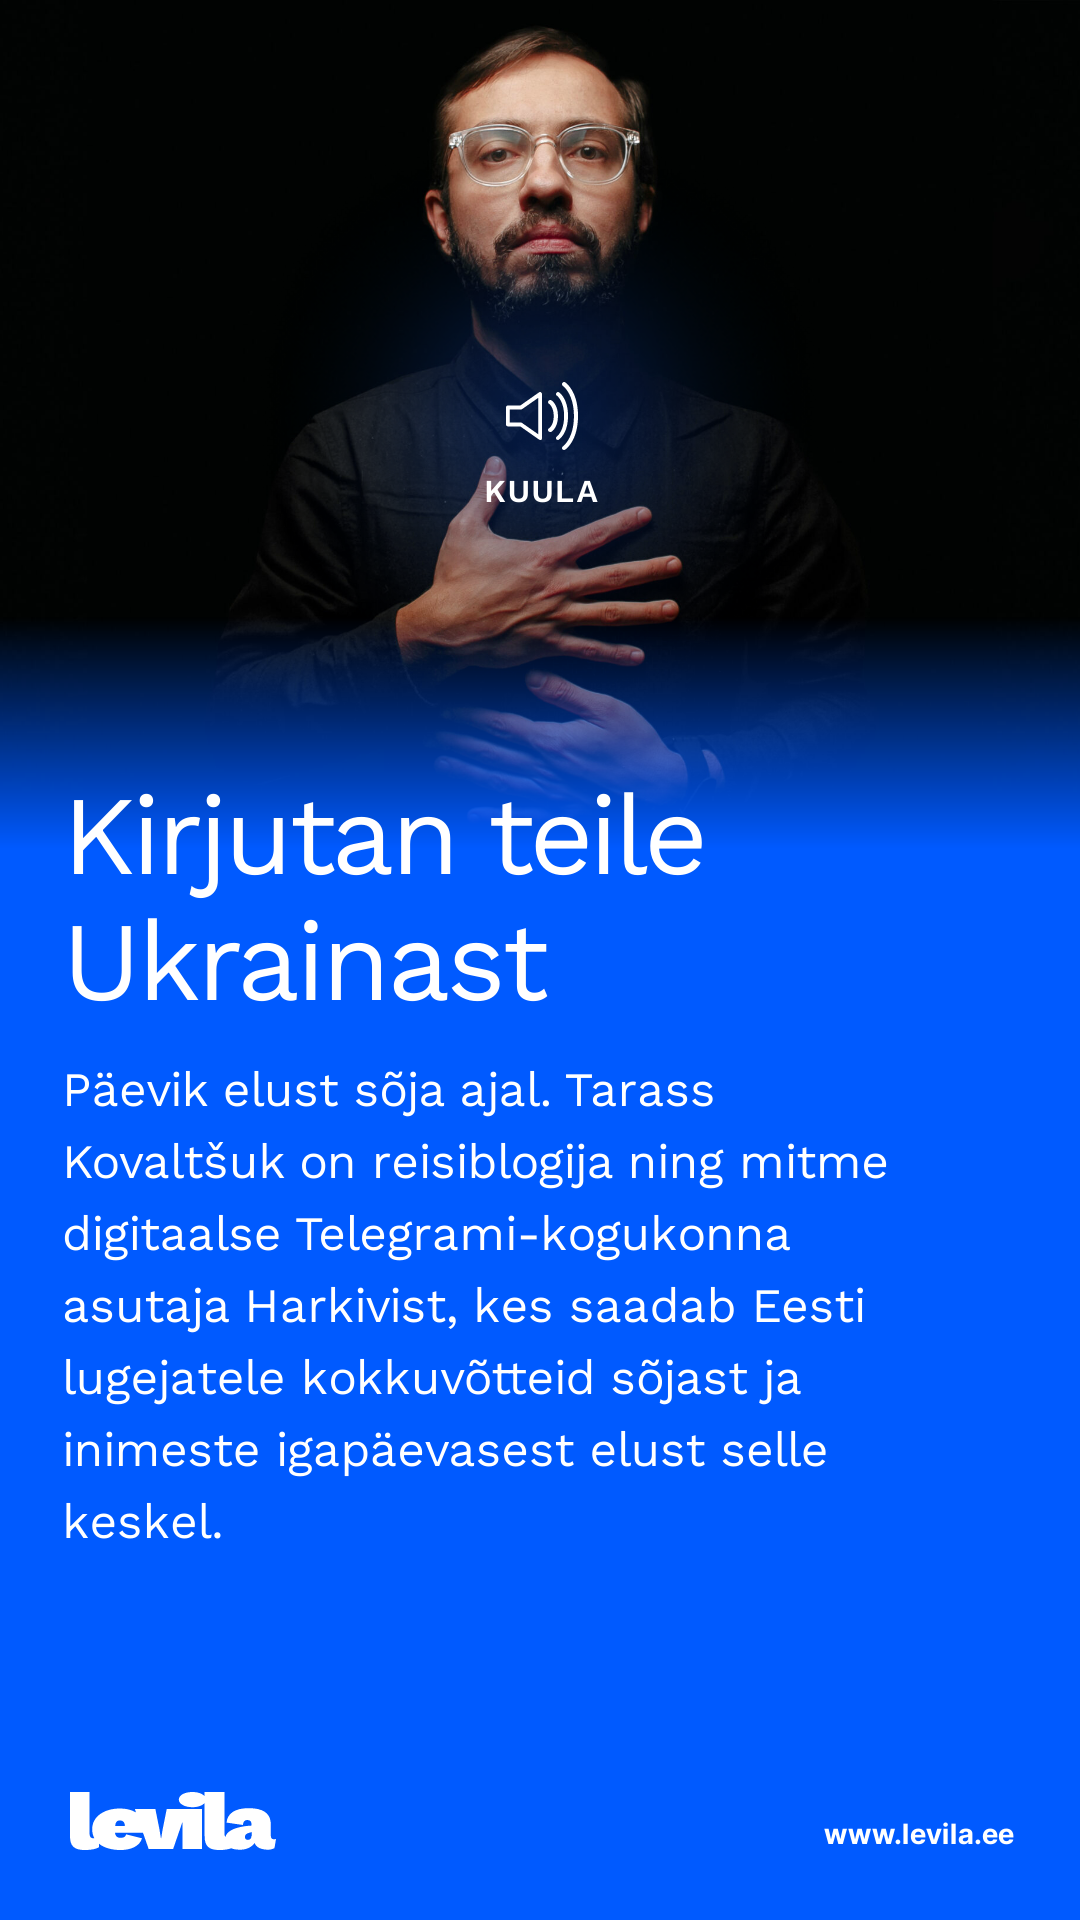 KUULA
Kirjutan teile
Ukrainast
Päevik elust sõja ajal. Tarass
Kovaltšuk on reisiblogija ning mitme
digitaalse Telegrami-kogukonna
asutaja Harkivist, kes saadab Eesti
lugejatele kokkuvõtteid sõjast ja
inimeste igapäevasest elust selle
keskel.
levila
www.levila.ee